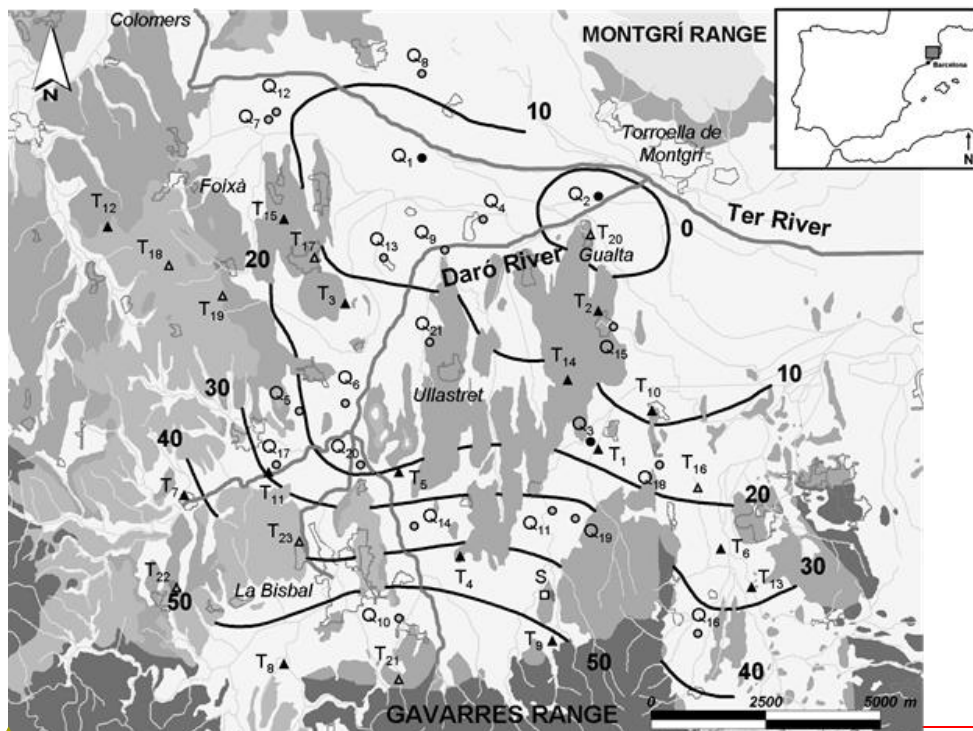 Colomers
MONTGRÍ RANGE
Barcelona
N
N
Q8
Q12
Q7
10
Torroella de
Montgrí
Q1
Foixà
Q2
T12
T15
Q4
Ter River
T18
T17
Q13
Q9
T20
0
20
Gualta
Daró River
T19
T3
T2
Q21
T14
Q15
30
Q5
Q6
Ullastret
T10
10
40
Q17
Q20
Q3
T1
T7
T11
T5
Q18
T16
20
T23
Q14
Q11
Q19
T6
T22
50
La Bisbal
T4
S
T13
30
Q10
Q16
T8
T21
T9
50
40
0 2500 5000 m
GAVARRES RANGE